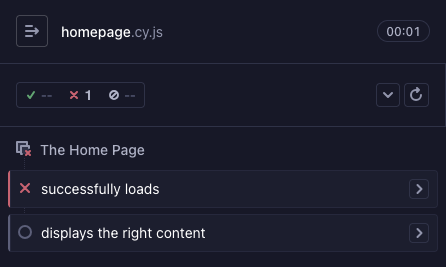 homepage.cy.js 00:01
-- 1 --
The Home Page
successfully loads
displays the right content